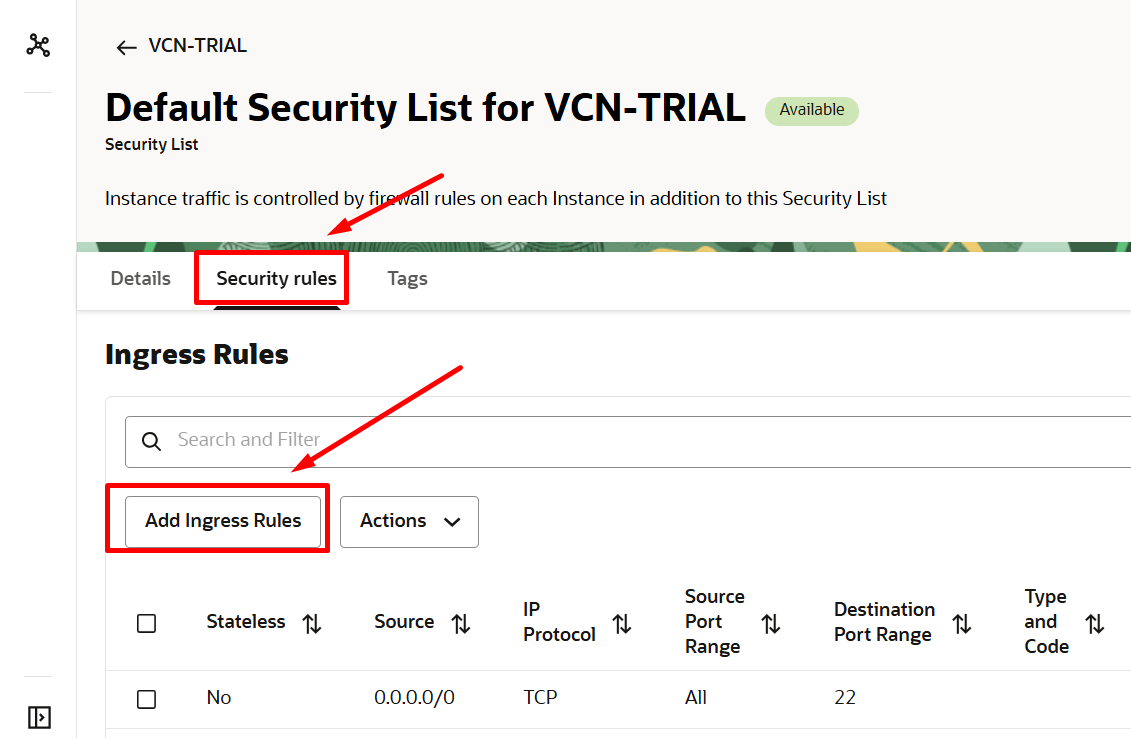 VCN-TRIAL
Default Security List for VCN-TRIAL
Available
Security List
Instance traffic is controlled by firewall rules on each Instance in addition to this Security List
Details
Security rules
Tags
Ingress Rules
Search and Filter
Add Ingress Rules
Actions
Stateless
Source
IP
Protocol
Source
Port
Range
Destination
Port Range
Type
and
Code
No
0.0.0.0/0
TCP
All
22